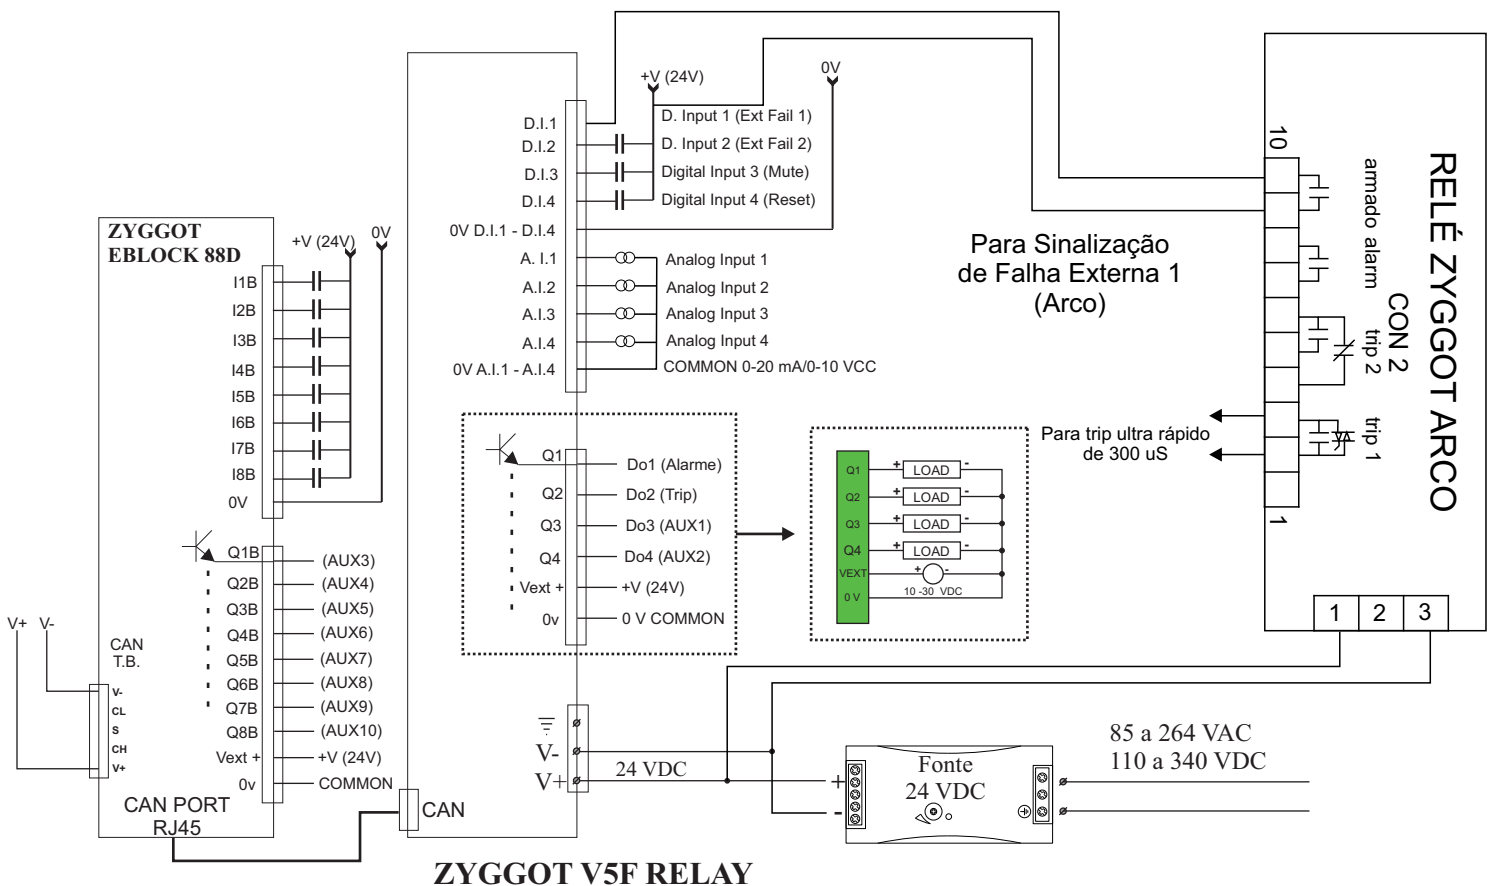 ZYGGOT
EBLOCK 88D
+V (24V)
0V
I1B
I2B
I3B
I4B
I5B
I6B
I7B
I8B
0V
Q1B
(AUX3)
Q2B
(AUX4)
Q3B
(AUX5)
Q4B
(AUX6)
Q5B
(AUX7)
Q6B
(AUX8)
Q7B
(AUX9)
Q8B
(AUX10)
Vext +
+V (24V)
0v
COMMON
V+
V-
CAN
T.B.
V-
CL
S
CH
V+
CAN PORT
RJ45
CAN
ZYGGOT V5F RELAY
+V (24V)
0V
D.I.1
D. Input 1 (Ext Fail 1)
D.I.2
D. Input 2 (Ext Fail 2)
D.I.3
Digital Input 3 (Mute)
D.I.4
Digital Input 4 (Reset)
0V D.I.1 - D.I.4
A. I.1
Analog Input 1
A.I.2
Analog Input 2
A.I.3
Analog Input 3
A.I.4
Analog Input 4
0V A.I.1 - A.I.4
COMMON 0-20 mA/0-10 VCC
Q1
Do1 (Alarme)
Q2
Do2 (Trip)
Q3
Do3 (AUX1)
Q4
Do4 (AUX2)
Vext +
+V (24V)
0v
0 V COMMON
Q1
+ LOAD -
Q2
+ LOAD -
Q3
+ LOAD -
Q4
+ LOAD -
VEXT
+ -
10 -30 VDC
0 V
V-
V+
24 VDC
+
-
Fonte
24 VDC
85 a 264 VAC
110 a 340 VDC
Para Sinalização
de Falha Externa 1
(Arco)
Para trip ultra rápido
de 300 uS
10
1
armado alarm
trip 2
trip 1
CON 2
RELÉ ZYGGOT ARCO
1 2 3